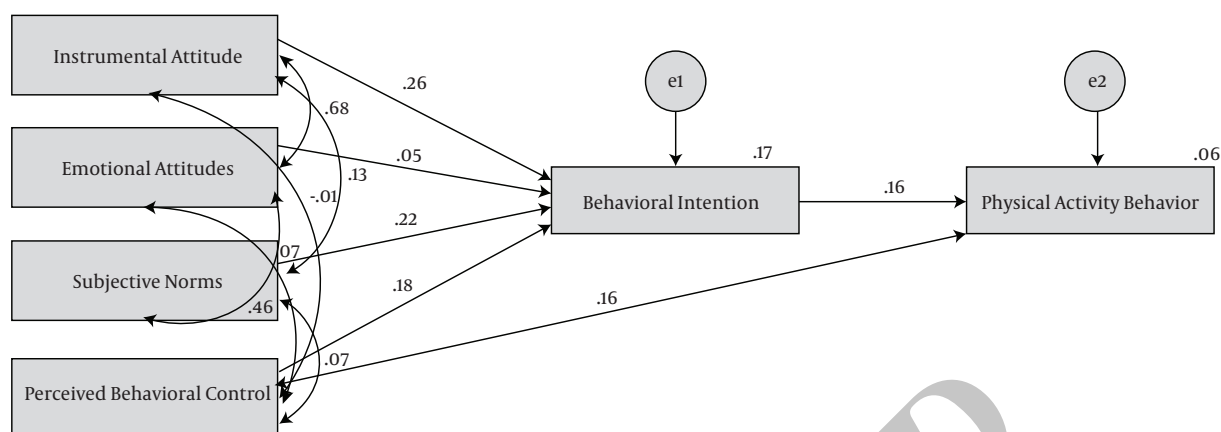 Instrumental Attitude
Emotional Attitudes
Subjective Norms
Perceived Behavioral Control
.68
.13
-.01
07
.46
.07
.26
.05
.22
.18
.16
e1
.17
Behavioral Intention
.16
e2
.06
Physical Activity Behavior